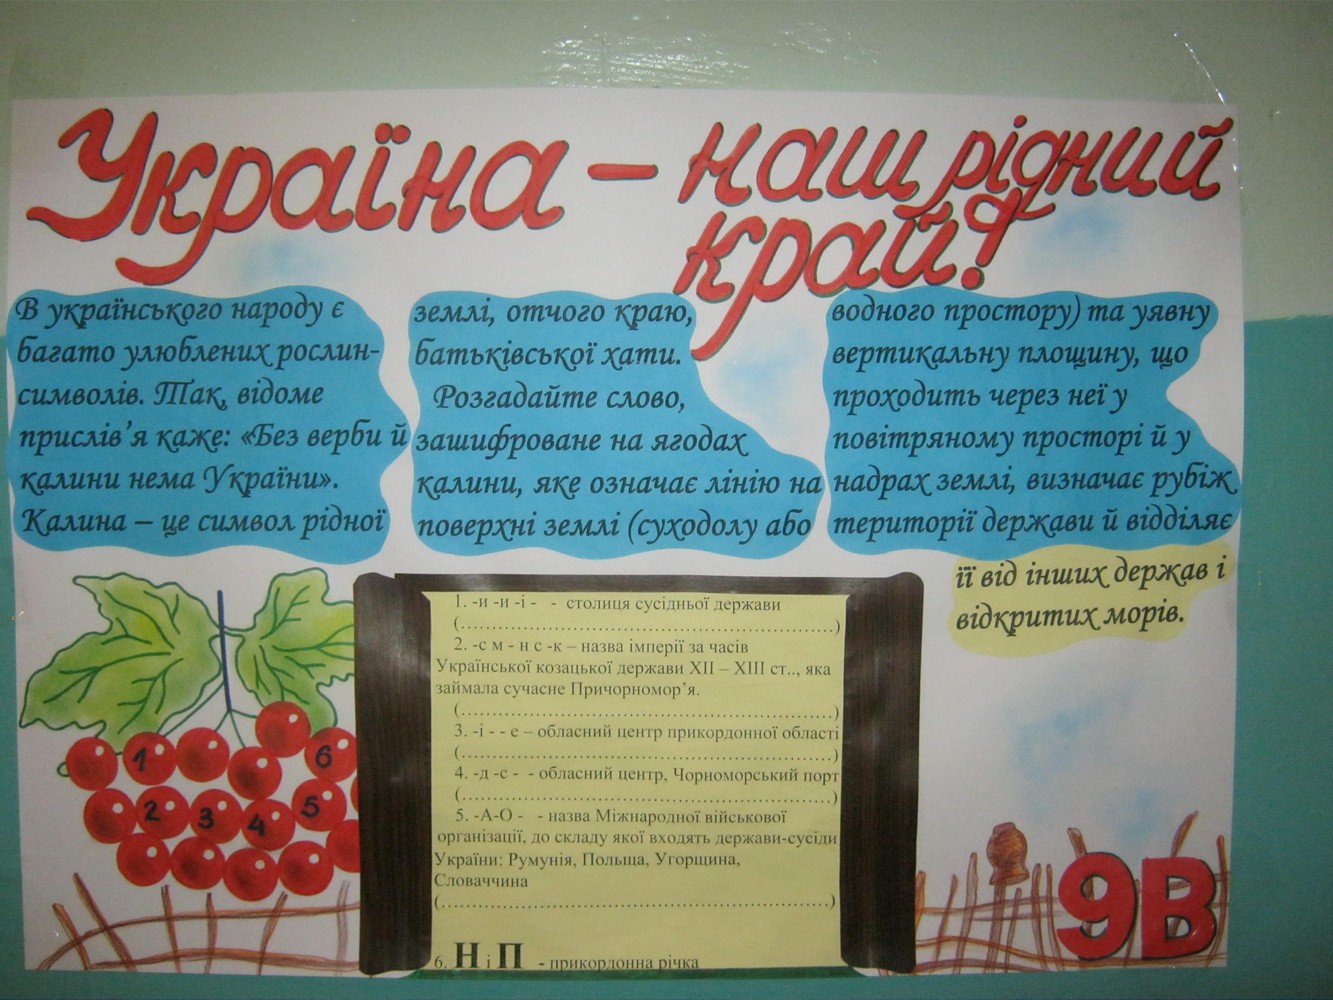 Україна – наш рідний
край!
В українського народу є
багато улюблених рослин-
символів. Так, відоме
прислів’я каже: «Без верби й
калини нема України».
Калина – це символ рідної
землі, отчого краю,
батьківської хати.
Розгадайте слово,
зашифроване на ягодах
калини, яке означає лінію на
поверхні землі (суходолу або
водного простору) та уявну
вертикальну площину, що
проходить через неї у
повітряному просторі й у
надрах землі, визначає рубіж
території держави й відділяє
її від інших держав і
відкритих морів.
1
6
2
3
4
5
1. -и -и -і - - столиця сусідньої держави
(……………………………………………………)
2. -с м - н с -к – назва імперії за часів
Української козацької держави XII – XIII ст.., яка
займала сучасне Причорномор’я.
(……………………………………………………)
3. -і - - е – обласний центр прикордонної області
(……………………………………………………)
4. -д -с - - обласний центр, Чорноморський порт
(……………………………………………………)
5. -А-О - - назва Міжнародної військової
організації, до складу якої входять держави-сусіди
України: Румунія, Польща, Угорщина,
Словаччина
(……………………………………………………)
6. Н і П - прикордонна річка
9В